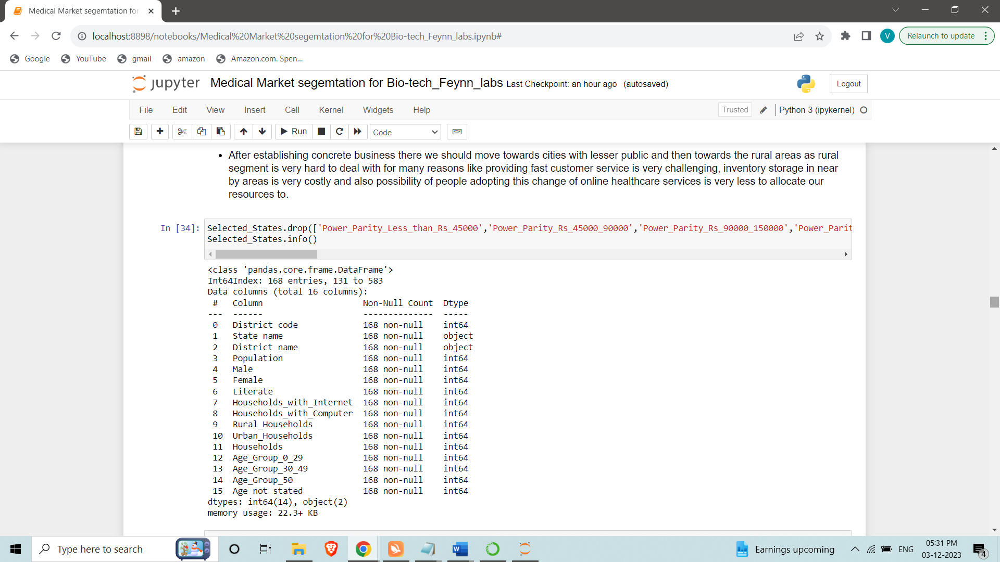 Medical Market segemtation for
localhost:8898/notebooks/Medical%20Market%20segemtation%20for%20Bio-tech_Feynn_labs.ipynb#
V
Relaunch to update
Google
YouTube
gmail
amazon
Amazon.com. Spen...
jupyter
Medical Market segemtation for Bio-tech_Feynn_labs Last Checkpoint: an hour ago (autosaved)
Logout
File Edit View Insert Cell Kernel Widgets Help
Trusted
Python 3 (ipykernel)
Run
Code
• After establishing concrete business there we should move towards cities with lesser public and then towards the rural areas as rural
segment is very hard to deal with for many reasons like providing fast customer service is very challenging, inventory storage in near
by areas is very costly and also possibility of people adopting this change of online healthcare services is very less to allocate our
resources to.
In [34]: Selected_States.drop(['Power_Parity_Less_than_Rs_45000','Power_Parity_Rs_45000_90000','Power_Parity_Rs_90000_150000','Power_Parit
Selected_States.info()
<class 'pandas.core.frame.DataFrame'>
Int64Index: 168 entries, 131 to 583
Data columns (total 16 columns):
# Column Non-Null Count Dtype
--- ------ -------------- -----
0 District code 168 non-null int64
1 State name 168 non-null object
2 District name 168 non-null object
3 Population 168 non-null int64
4 Male 168 non-null int64
5 Female 168 non-null int64
6 Literate 168 non-null int64
7 Households_with_Internet 168 non-null int64
8 Households_with_Computer 168 non-null int64
9 Rural_Households 168 non-null int64
10 Urban_Households 168 non-null int64
11 Households 168 non-null int64
12 Age_Group_0_29 168 non-null int64
13 Age_Group_30_49 168 non-null int64
14 Age_Group_50 168 non-null int64
15 Age not stated 168 non-null int64
dtypes: int64(14), object(2)
memory usage: 22.3+ KB
Type here to search
W
Earnings upcoming
ENG
05:31 PM
03-12-2023
4